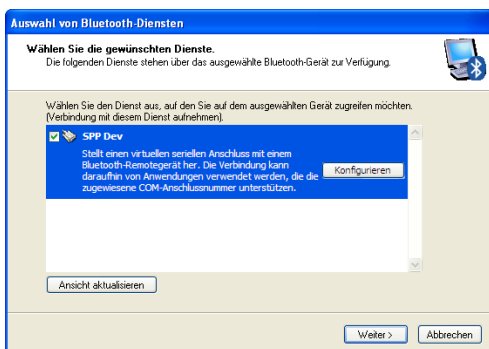 Auswahl von Bluetooth-Diensten
Wählen Sie die gewünschten Dienste.
Die folgenden Dienste stehen über das ausgewählte Bluetooth-Gerät zur Verfügung.
Wählen Sie den Dienst aus, auf den Sie auf dem ausgewählten Gerät zugreifen möchten.
(Verbindung mit diesem Dienst aufnehmen).
SPP Dev
Stellt einen virtuellen seriellen Anschluss mit einem
Bluetooth-Remotegerät her. Die Verbindung kann
daraufhin von Anwendungen verwendet werden, die die
zugewiesene COM-Anschlussnummer unterstützen.
Konfigurieren
Ansicht aktualisieren
Weiter >
Abbrechen